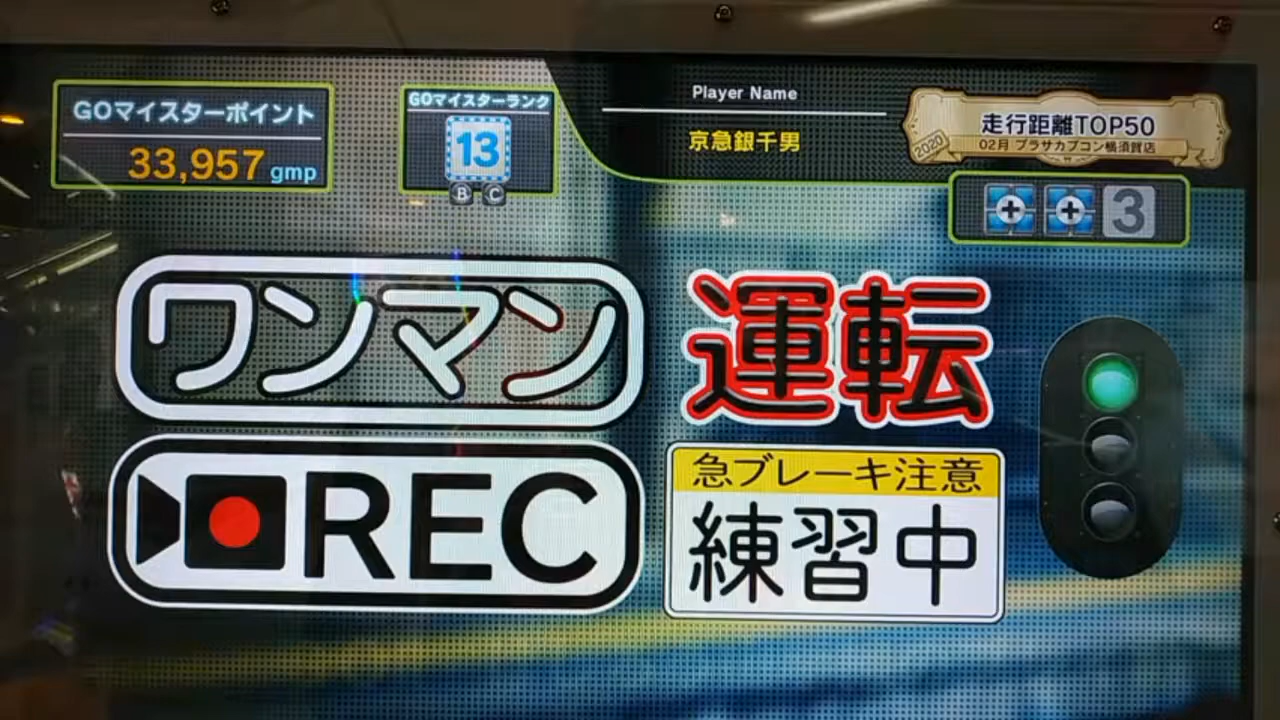 GOマイスターポイント
33,957 gmp
GOマイスターランク
13
B C
Player Name
京急銀千男
走行距離TOP50
2020
02月 プラサカプコン横須賀店
3
ワンマン
運転
REC
急ブレーキ注意
練習中